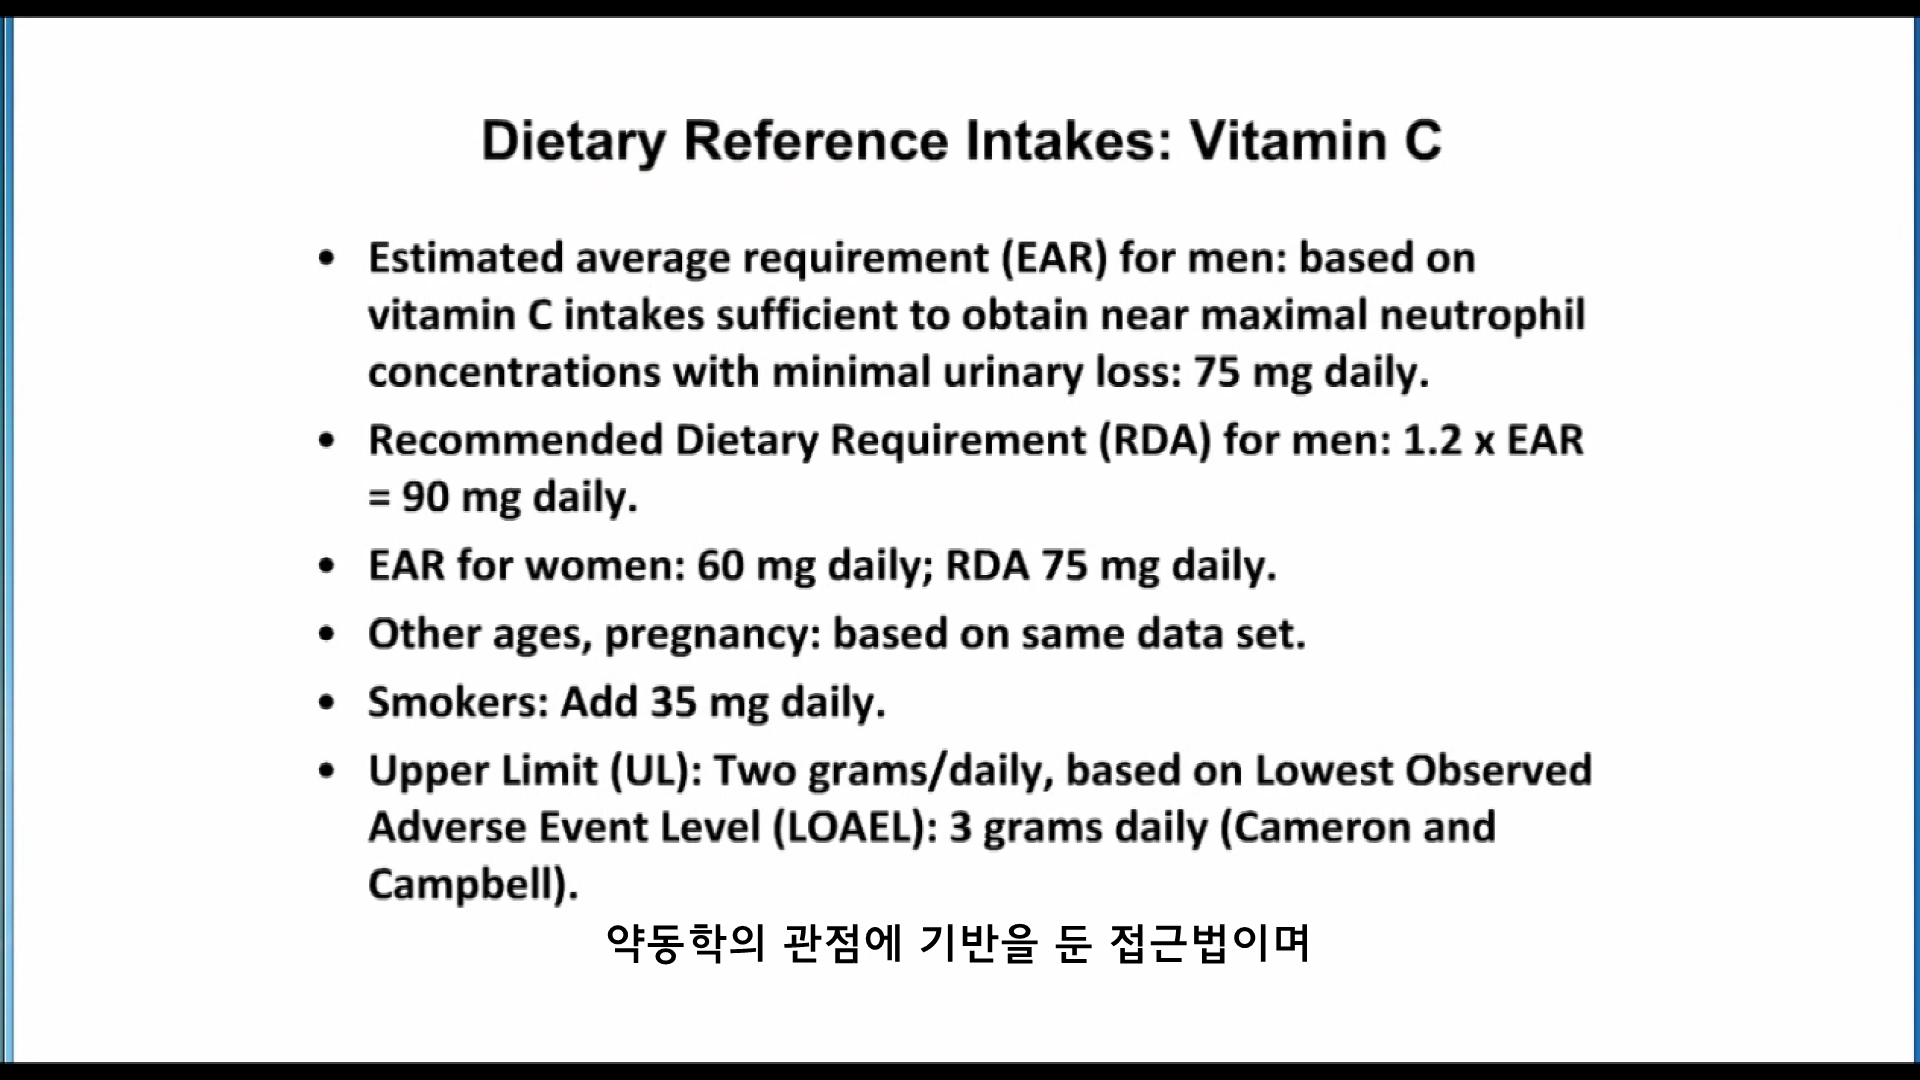 Dietary Reference Intakes: Vitamin C
• Estimated average requirement (EAR) for men: based on
vitamin C intakes sufficient to obtain near maximal neutrophil
concentrations with minimal urinary loss: 75 mg daily.
• Recommended Dietary Requirement (RDA) for men: 1.2 x EAR
= 90 mg daily.
• EAR for women: 60 mg daily; RDA 75 mg daily.
• Other ages, pregnancy: based on same data set.
• Smokers: Add 35 mg daily.
• Upper Limit (UL): Two grams/daily, based on Lowest Observed
Adverse Event Level (LOAEL): 3 grams daily (Cameron and
Campbell).
약동학의 관점에 기반을 둔 접근법이며